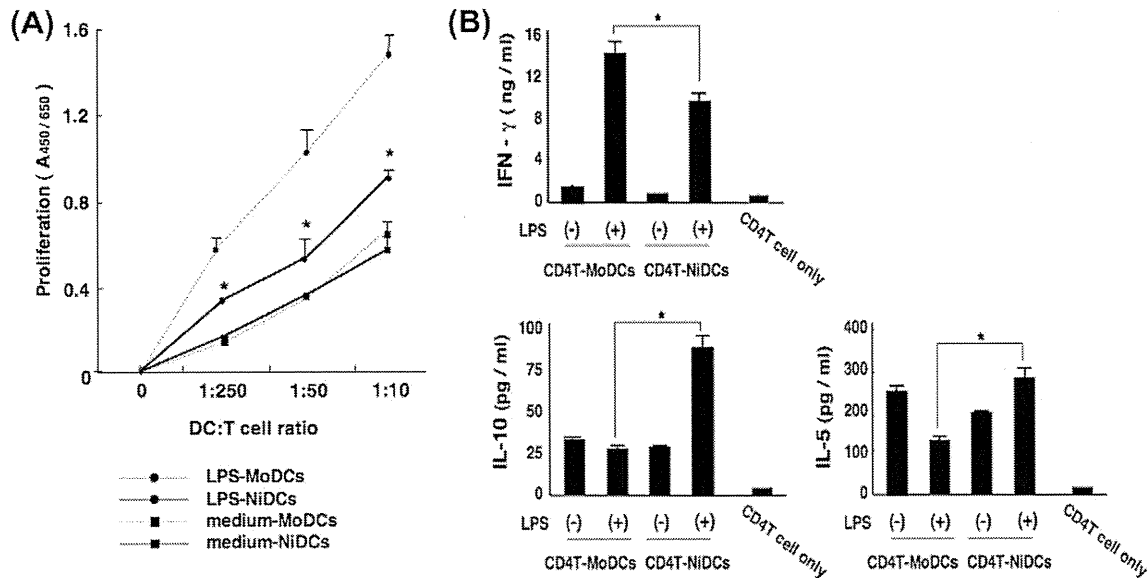 (A)
Proliferation ( A450/650 )
1.6
1.2
0.8
0.4
0
*
*
*
0
1:250
1:50
1:10
DC:T cell ratio
LPS-MoDCs
LPS-NiDCs
medium-MoDCs
medium-NiDCs
(B)
IFN - γ ( ng / ml )
16
12
8
4
0
*
LPS (-) (+) (-) (+)
CD4T-MoDCs CD4T-NiDCs
CD4T cell only
IL-10 (pg / ml)
100
75
50
25
0
*
LPS (-) (+) (-) (+)
CD4T-MoDCs CD4T-NiDCs
CD4T cell only
IL-5 (pg / ml)
400
300
200
100
0
*
LPS (-) (+) (-) (+)
CD4T-MoDCs CD4T-NiDCs
CD4T cell only